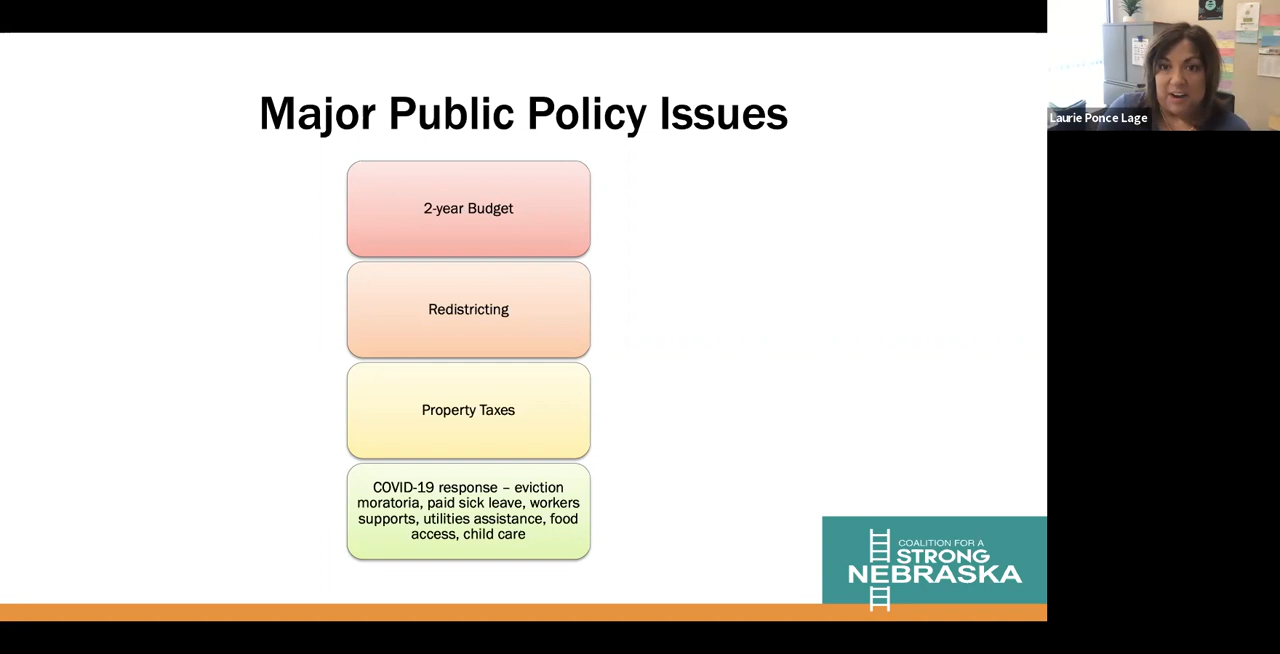 Major Public Policy Issues
2-year Budget
Redistricting
Property Taxes
COVID-19 response – eviction
moratoria, paid sick leave, workers
supports, utilities assistance, food
access, child care
COALITION FOR A
STRONG
NEBRASKA
Laurie Ponce Lage